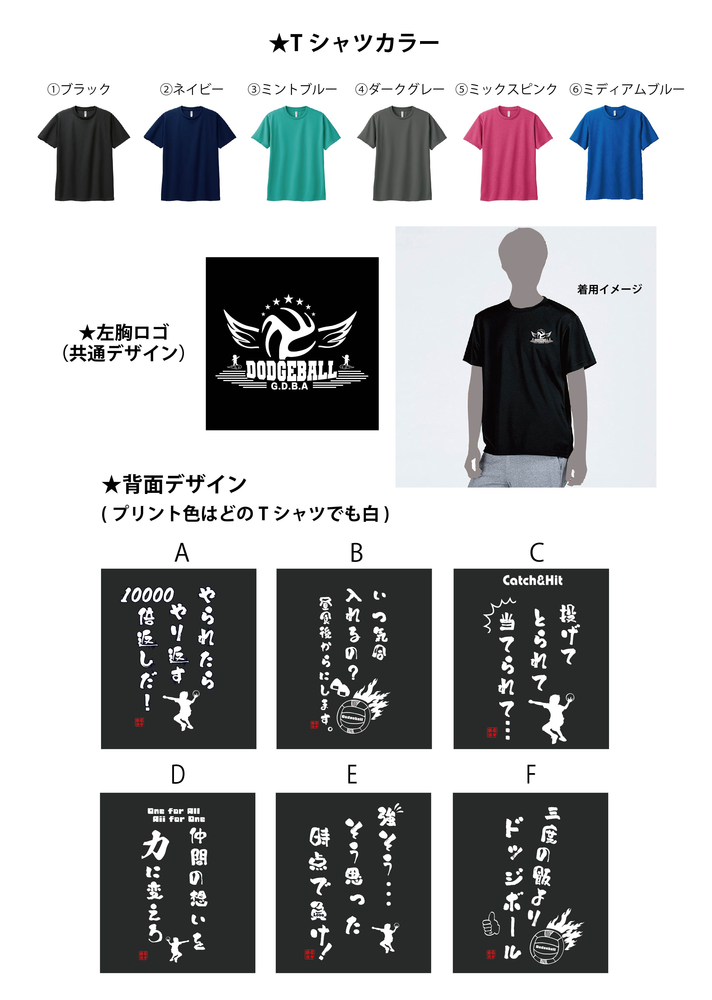 ★Tシャツカラー
①ブラック
②ネイビー
③ミントブルー
④ダークグレー
⑤ミックスピンク
⑥ミディアムブルー
★左胸ロゴ
（共通デザイン）
DODGEBALL
G.D.B.A
着用イメージ
DODGEBALL
G.D.B.A
★背面デザイン
(プリント色はどのTシャツでも白)
A
やられたら
やり返す
10000
倍返しだ!
B
いつ気合
入れるの?
昼食後からにします。
Dodgeball
C
Catch&Hit
投げて
とられて
当てられて…
D
One for All
All for One
仲間の想いを
力に変えろ
E
強そう…
そう思った
時点で負け!
Lose
F
三度の飯より
ドッジボール
Dodgeball